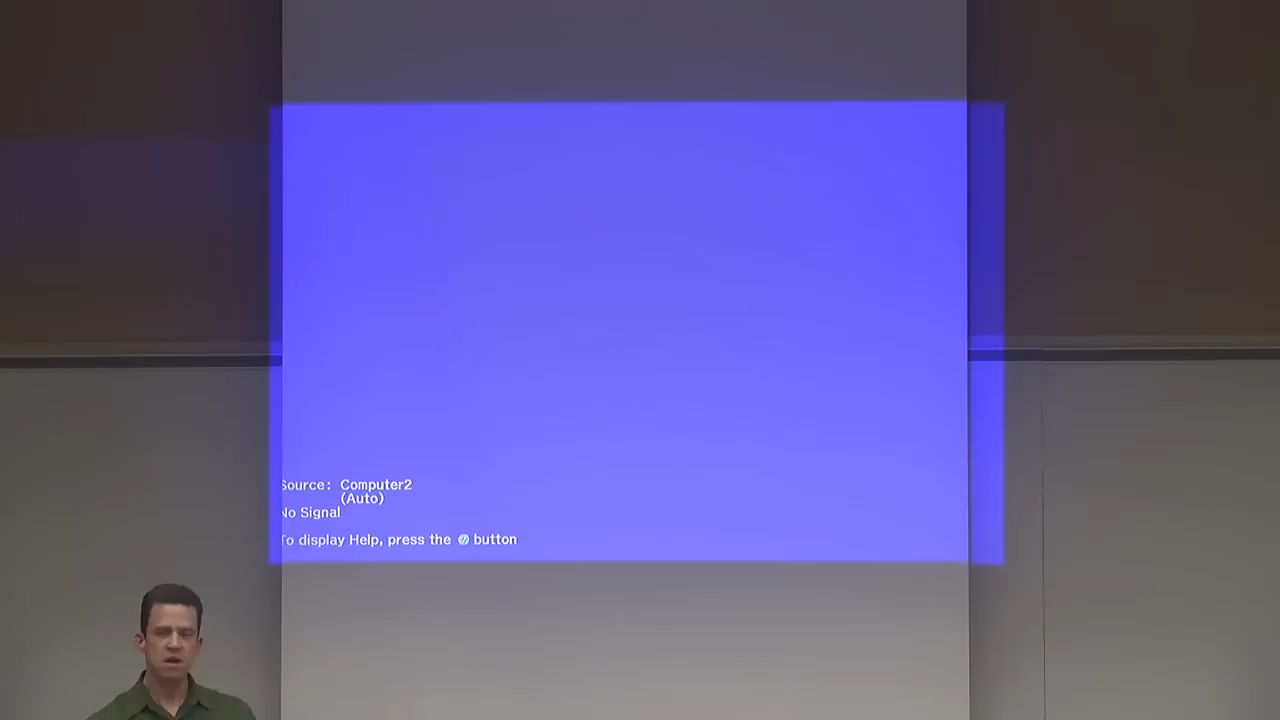 Source: Computer2
(Auto)
No Signal
To display Help, press the button